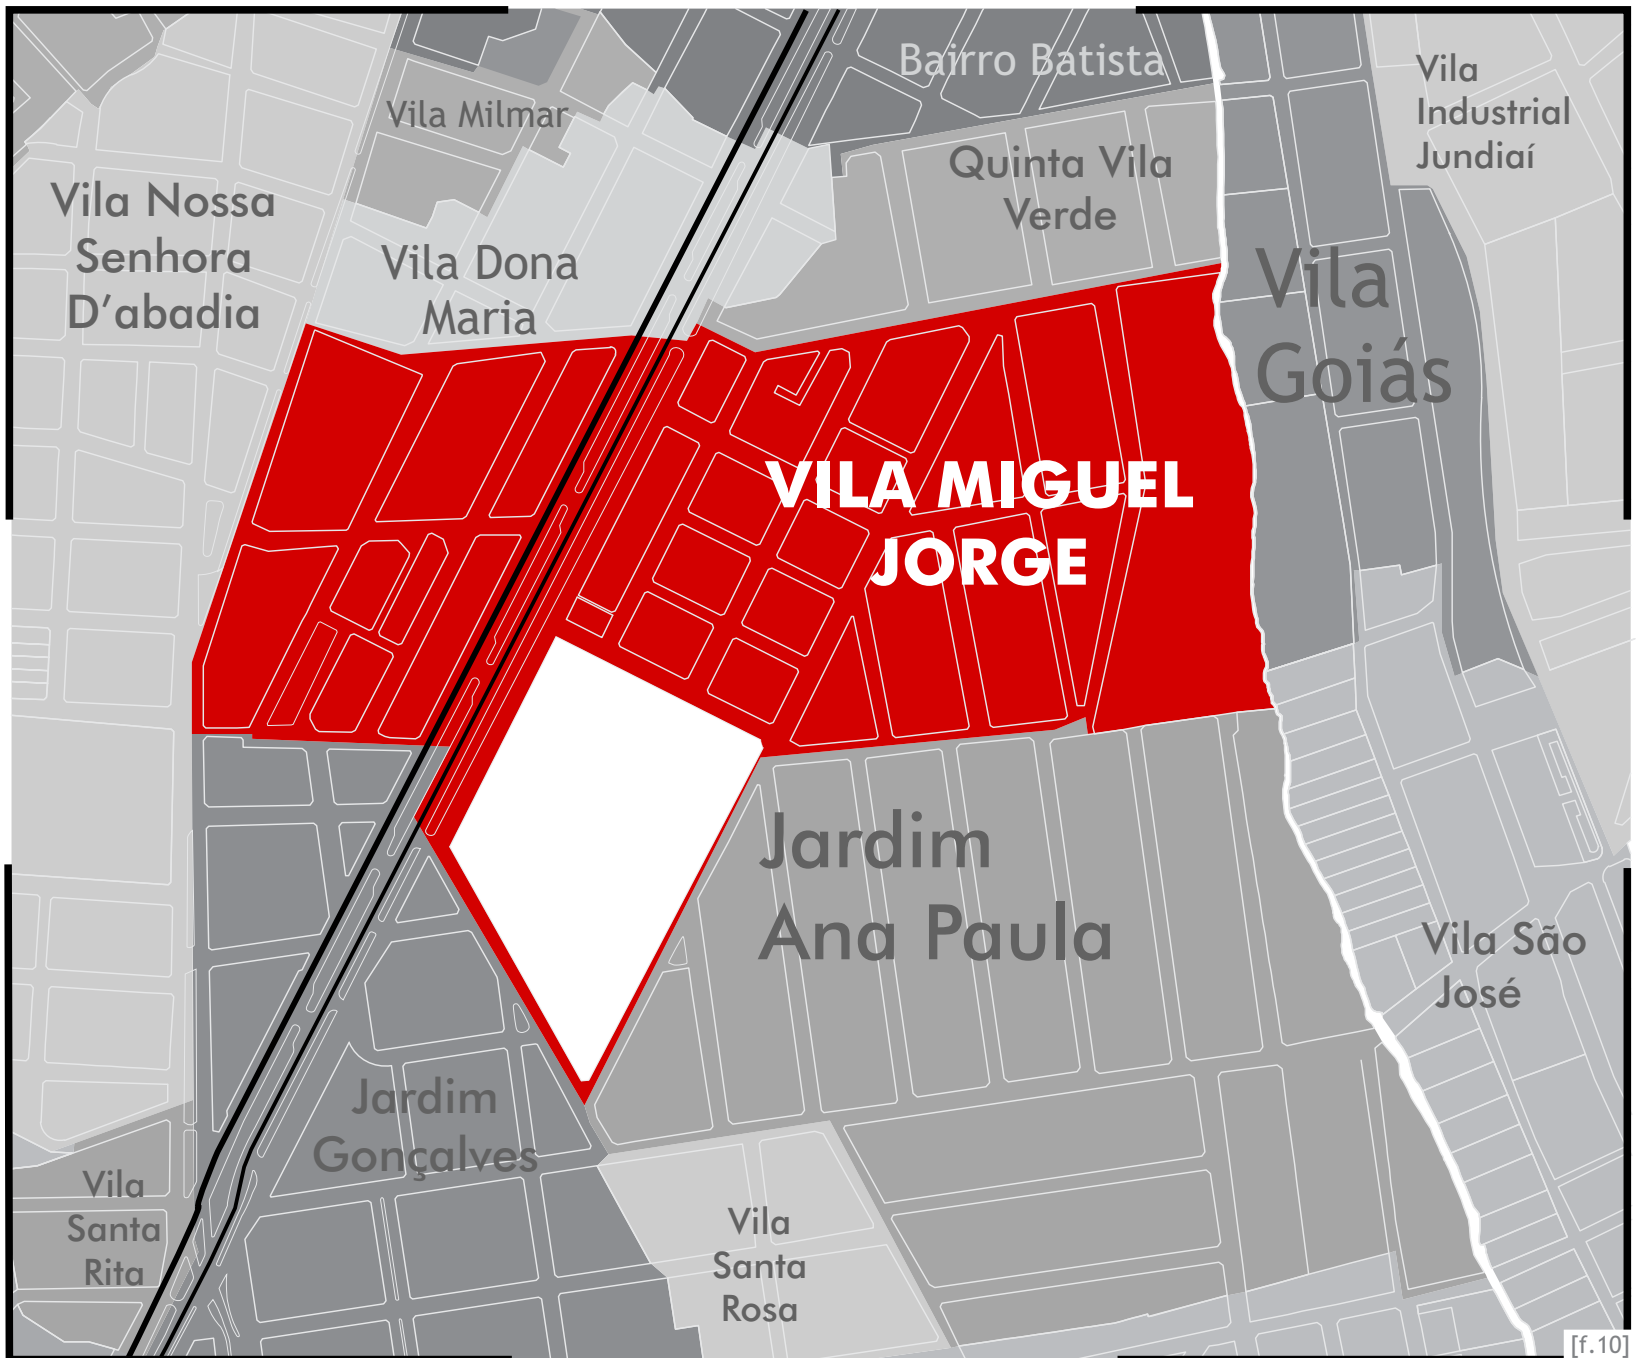 Bairro Batista
Vila
Industrial
Jundiaí
Vila Milmar
Quinta Vila
Verde
Vila Nossa
Senhora
D'abadia
Vila Dona
Maria
Vila
Goiás
VILA MIGUEL
JORGE
Jardim
Ana Paula
Vila São
José
Jardim
Gonçalves
Vila
Santa
Rita
Vila
Santa
Rosa
[f.10]